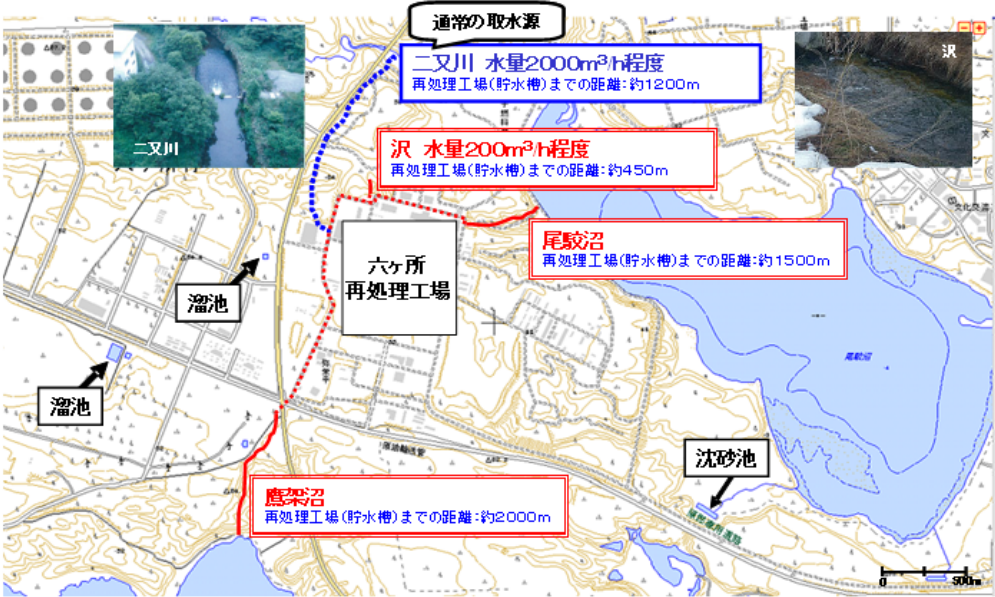 通常の取水源
二又川 水量2000m³/h程度
再処理工場(貯水槽)までの距離:約1200m
沢
二又川
沢 水量200m³/h程度
再処理工場(貯水槽)までの距離:約450m
尾駮沼
再処理工場(貯水槽)までの距離:約1500m
六ヶ所
再処理工場
溜池
尾駮沼
溜池
沈砂池
鷹架沼
再処理工場(貯水槽)までの距離:約2000m
0 500m